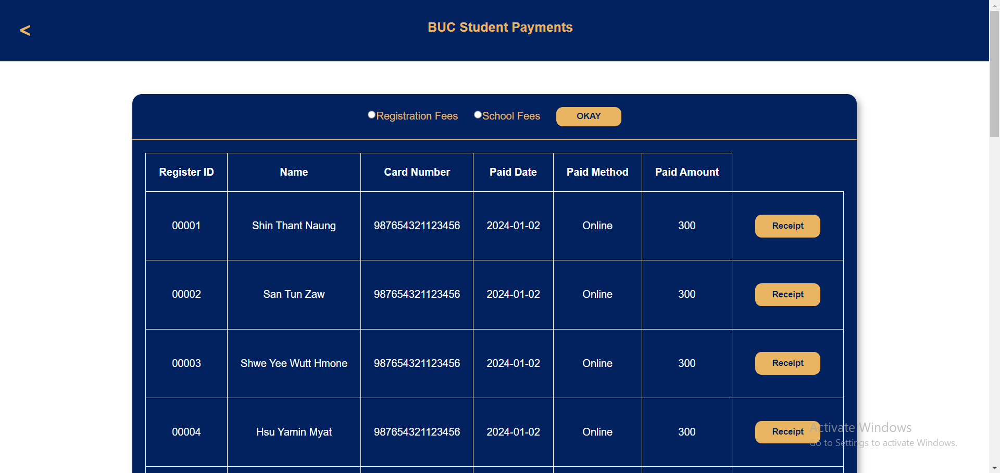 <
BUC Student Payments
Registration Fees School Fees OKAY
Register ID Name Card Number Paid Date Paid Method Paid Amount
00001 Shin Thant Naung 987654321123456 2024-01-02 Online 300 Receipt
00002 San Tun Zaw 987654321123456 2024-01-02 Online 300 Receipt
00003 Shwe Yee Wutt Hmone 987654321123456 2024-01-02 Online 300 Receipt
00004 Hsu Yamin Myat 987654321123456 2024-01-02 Online 300 Receipt
Activate Windows
Go to Settings to activate Windows.